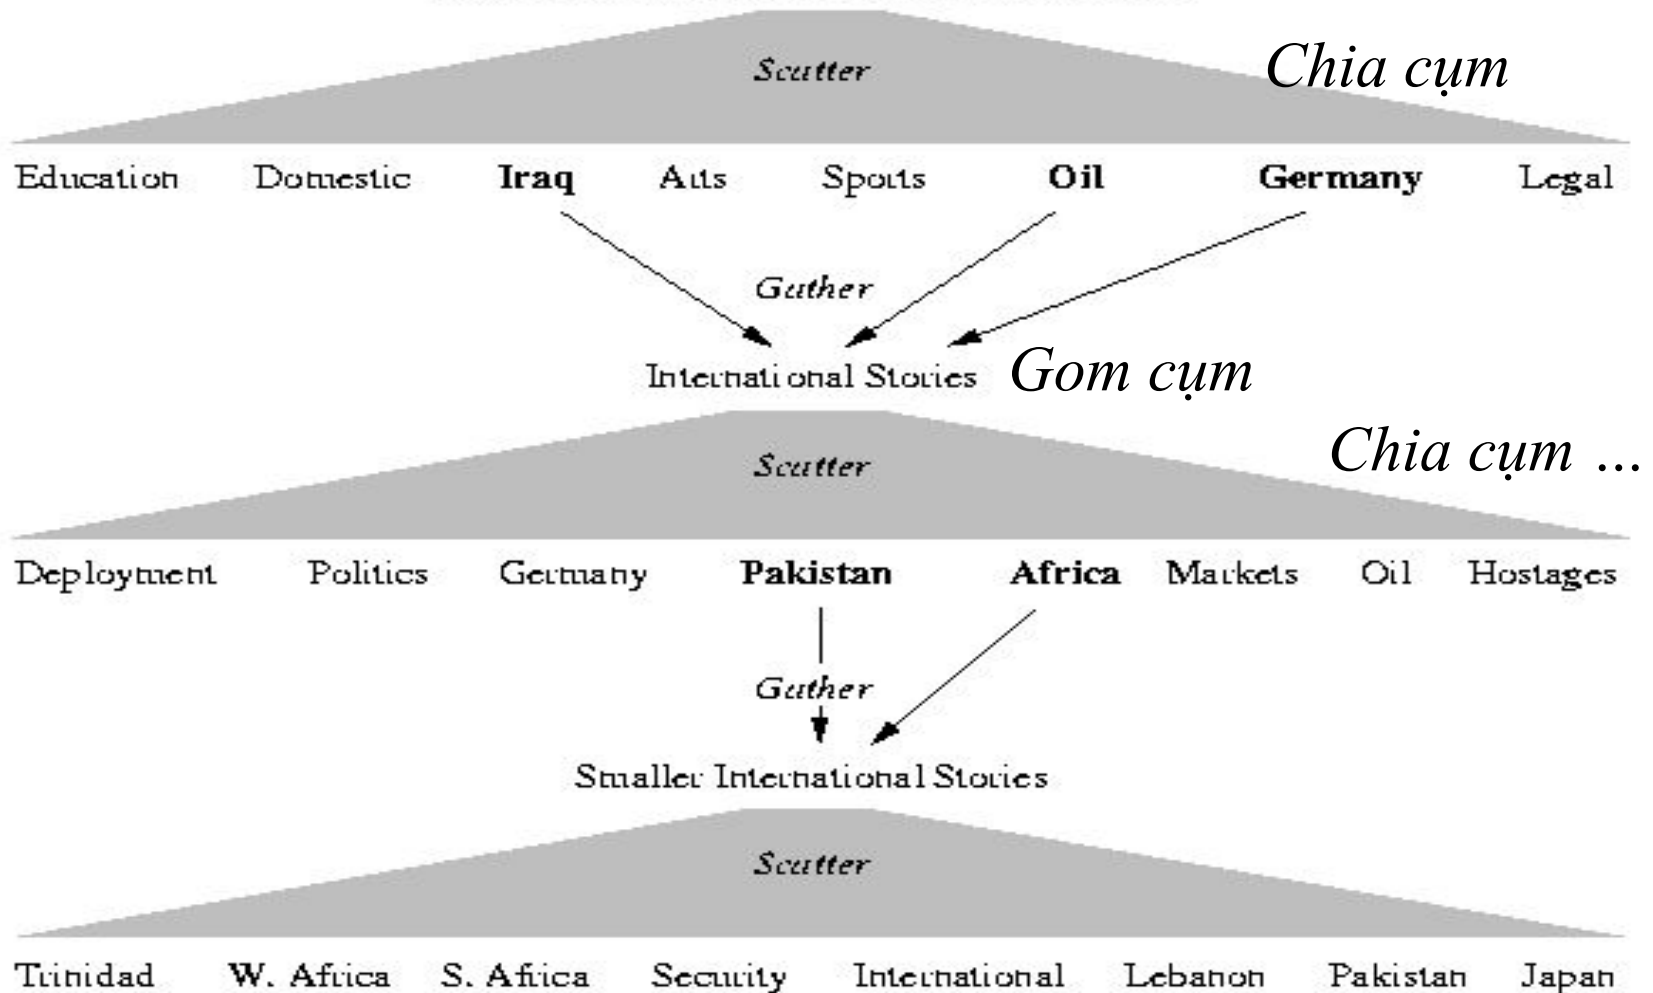 Scatter
Chia cụm
Education Domestic Iraq Arts Sports Oil Germany Legal
Gather
International Stories Gom cụm
Scatter
Chia cụm ...
Deployment Politics Germany Pakistan Africa Markets Oil Hostages
Gather
Smaller International Stories
Scatter
Trinidad W. Africa S. Africa Security International Lebanon Pakistan Japan